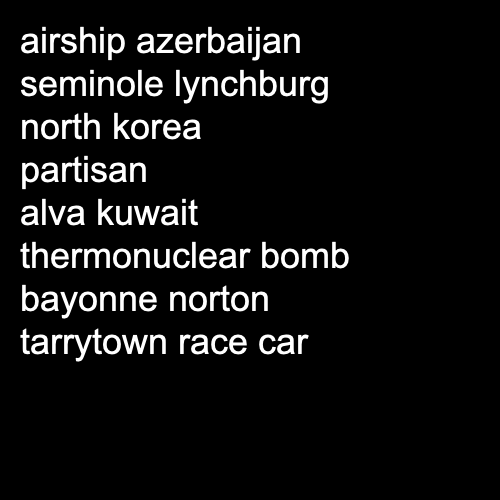 airship azerbaijan
seminole lynchburg
north korea
partisan
alva kuwait
thermonuclear bomb
bayonne norton
tarrytown race car